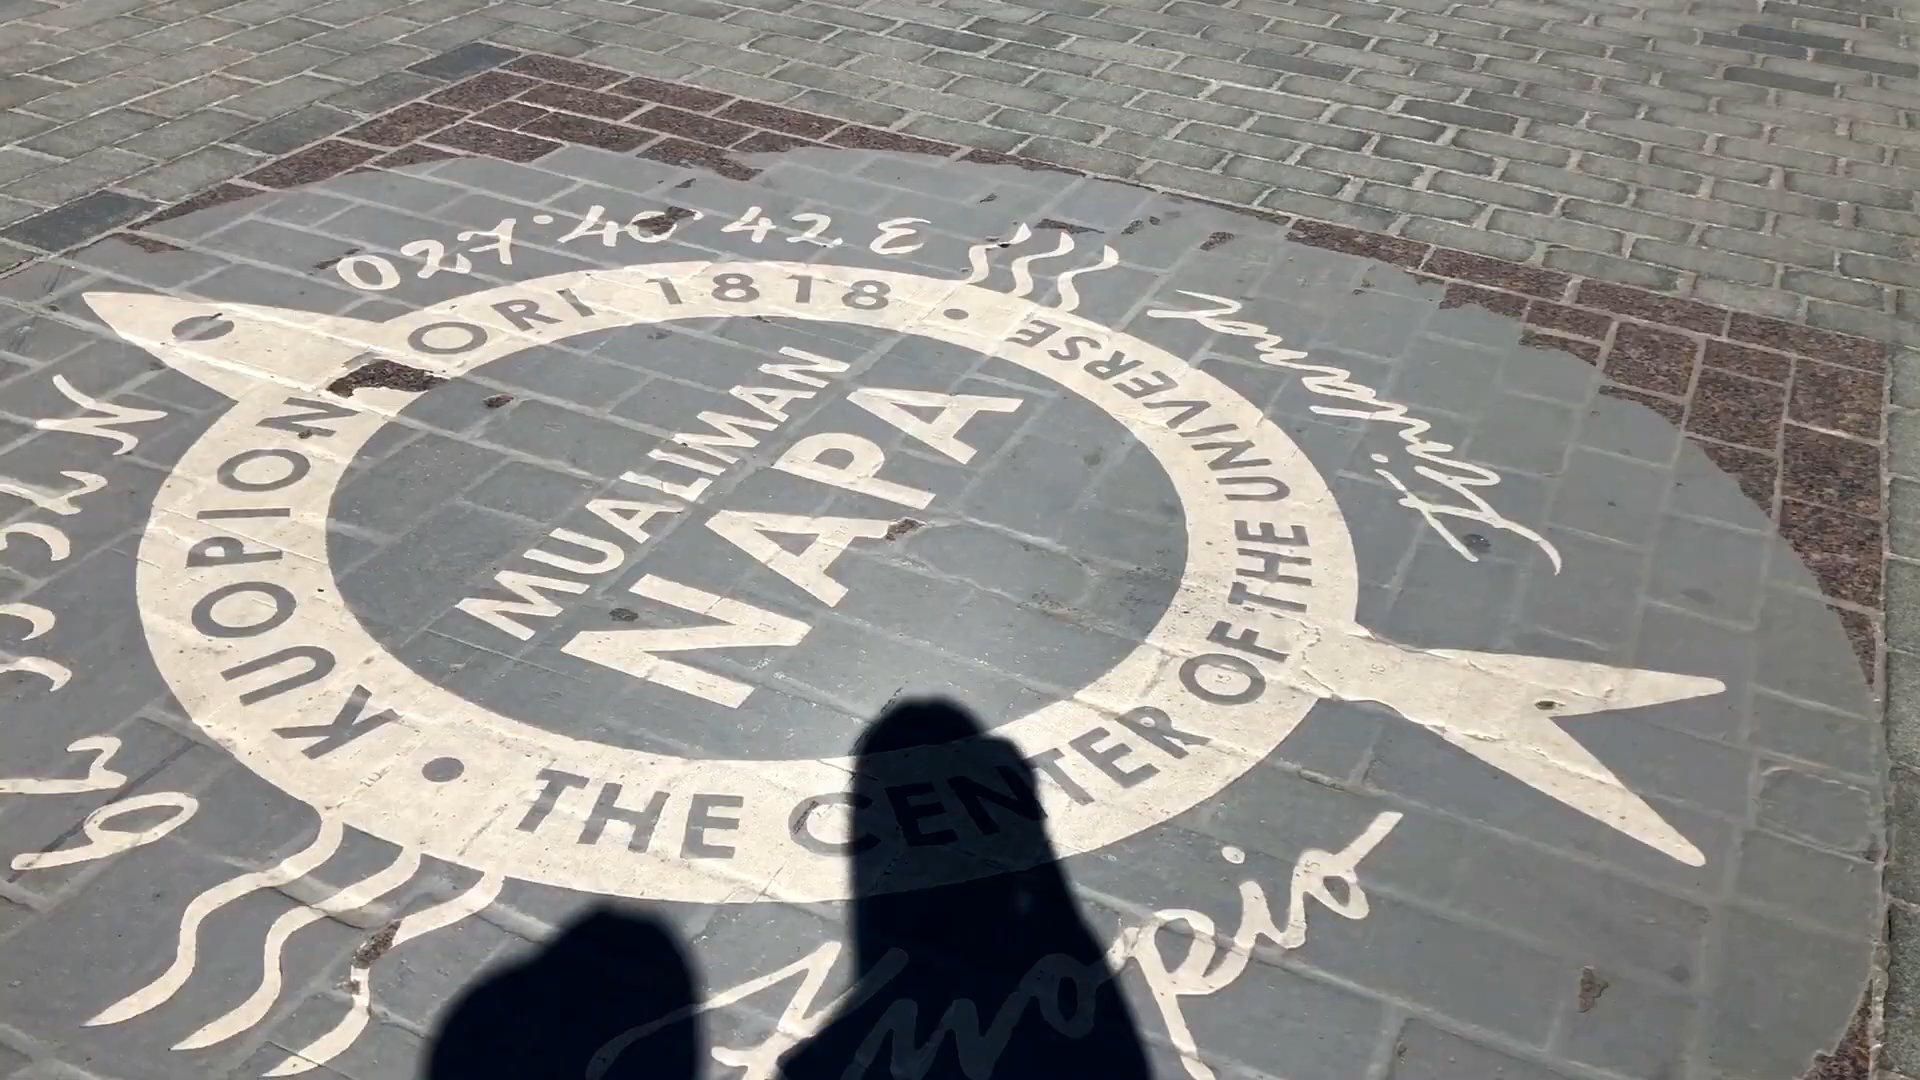 027°40' 42 E
KUOPION TORI 1818
MUALIMAN
NAPA
THE CENTER OF THE UNIVERSE
Finland
Kuopio